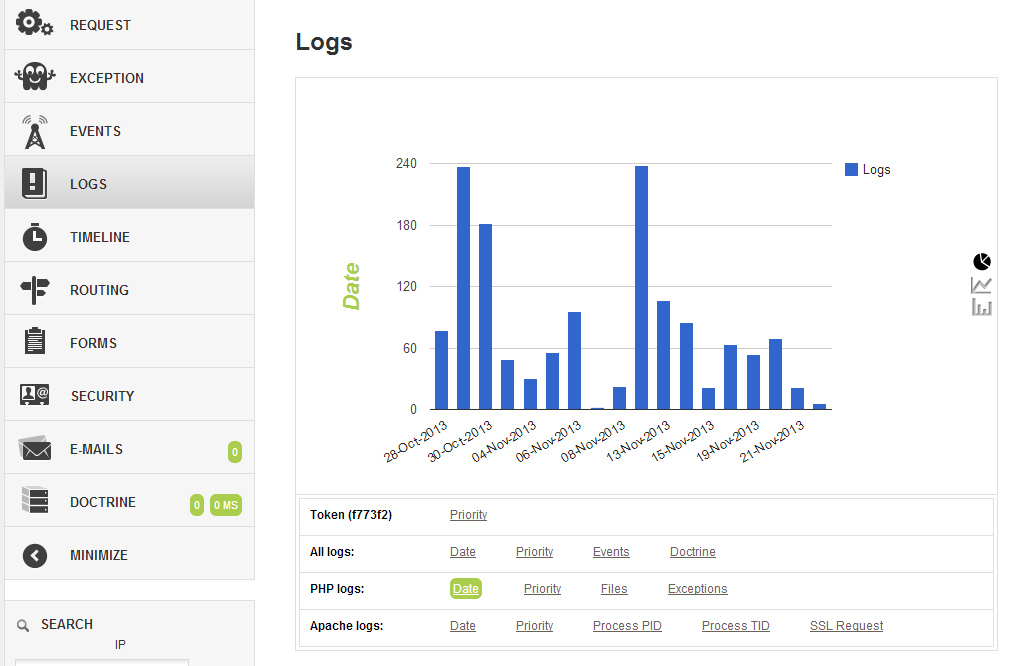 REQUEST
EXCEPTION
EVENTS
LOGS
TIMELINE
ROUTING
FORMS
SECURITY
E-MAILS 0
DOCTRINE 0 0 MS
MINIMIZE
SEARCH
IP
Logs
240
180
120
60
0
Date
Logs
28-Oct-2013
30-Oct-2013
04-Nov-2013
06-Nov-2013
08-Nov-2013
13-Nov-2013
15-Nov-2013
19-Nov-2013
21-Nov-2013
Token (f773f2) Priority
All logs: Date Priority Events Doctrine
PHP logs: Date Priority Files Exceptions
Apache logs: Date Priority Process PID Process TID SSL Request